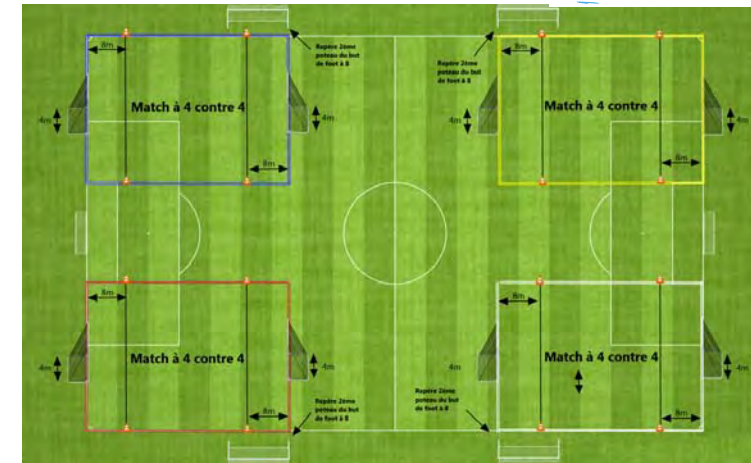 8m
Repère 2ème
poteau du but
de foot à 8
Match à 4 contre 4
4m
4m
8m
8m
Repère 2ème
poteau du but
de foot à 8
Match à 4 contre 4
4m
4m
8m
8m
Match à 4 contre 4
4m
4m
8m
Repère 2ème
poteau du but
de foot à 8
8m
Match à 4 contre 4
4m
4m
8m
Repère 2ème
poteau du but
de foot à 8